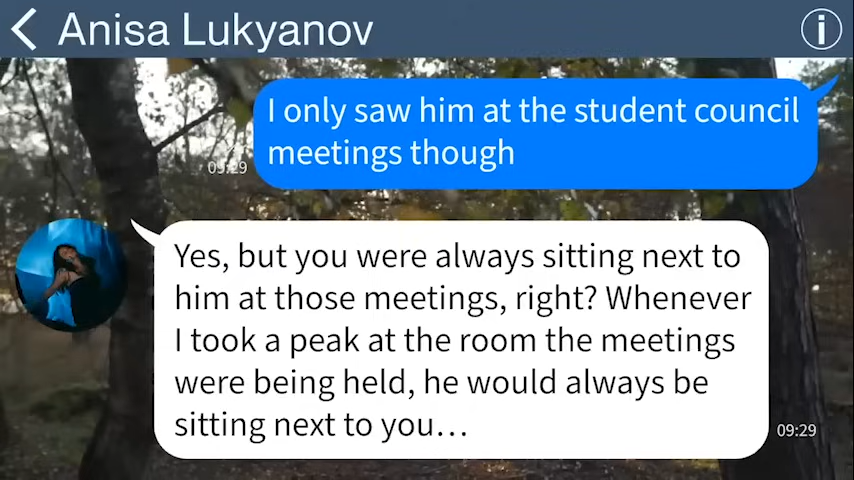 Anisa Lukyanov
I only saw him at the student council
meetings though
09:29
Yes, but you were always sitting next to
him at those meetings, right? Whenever
I took a peak at the room the meetings
were being held, he would always be
sitting next to you…
09:29